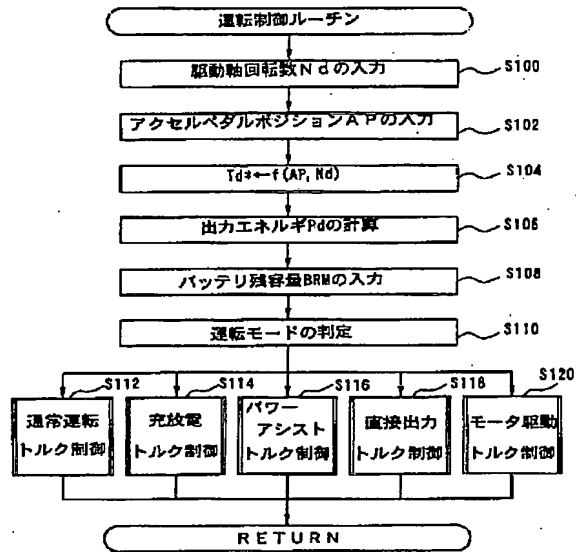 運転制御ルーチン
駆動軸回転数Ndの入力
S100
アクセルペダルポジションAPの入力
S102
Td*←f(AP, Nd)
S104
出力エネルギPdの計算
S106
バッテリ残容量BRMの入力
S108
運転モードの判定
S110
S112
S114
S116
S118
S120
通常運転
トルク制御
充放電
トルク制御
パワー
アシスト
トルク制御
直接出力
トルク制御
モータ駆動
トルク制御
RETURN